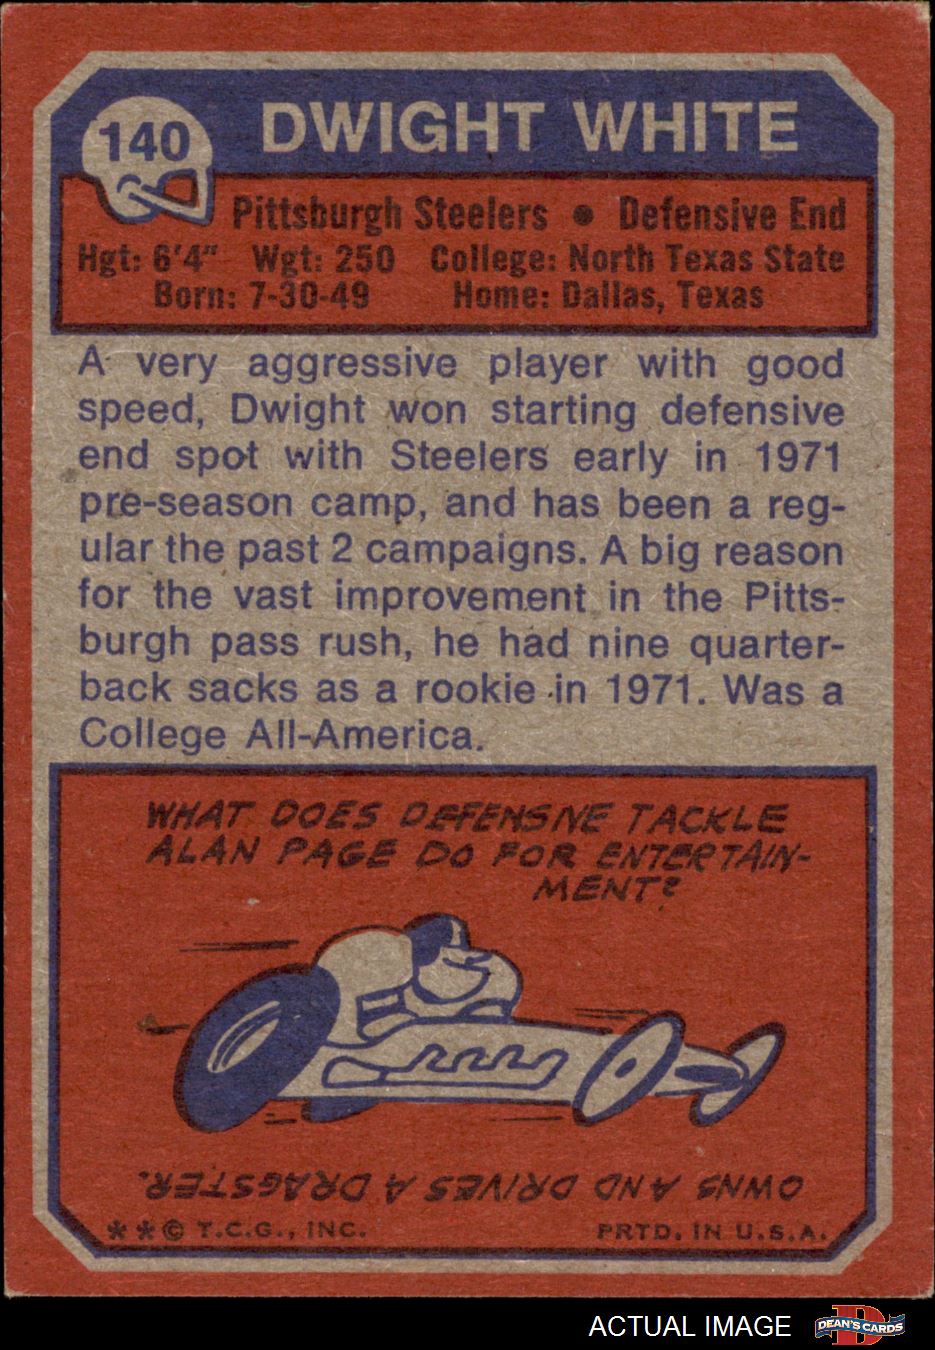 140
DWIGHT WHITE
Pittsburgh Steelers • Defensive End
Hgt: 6'4" Wgt: 250 College: North Texas State
Born: 7-30-49 Home: Dallas, Texas
A very aggressive player with good
speed, Dwight won starting defensive
end spot with Steelers early in 1971
pre-season camp, and has been a reg-
ular the past 2 campaigns. A big reason
for the vast improvement in the Pitts-
burgh pass rush, he had nine quarter-
back sacks as a rookie in 1971. Was a
College All-America.
WHAT DOES DEFENSIVE TACKLE
ALAN PAGE DO FOR ENTERTAIN-
MENT?
OWNS AND DRIVES A DRAGSTER.
**© T.C.G., INC. PRTD. IN U.S.A.
ACTUAL IMAGE
D
DEAN'S CARDS